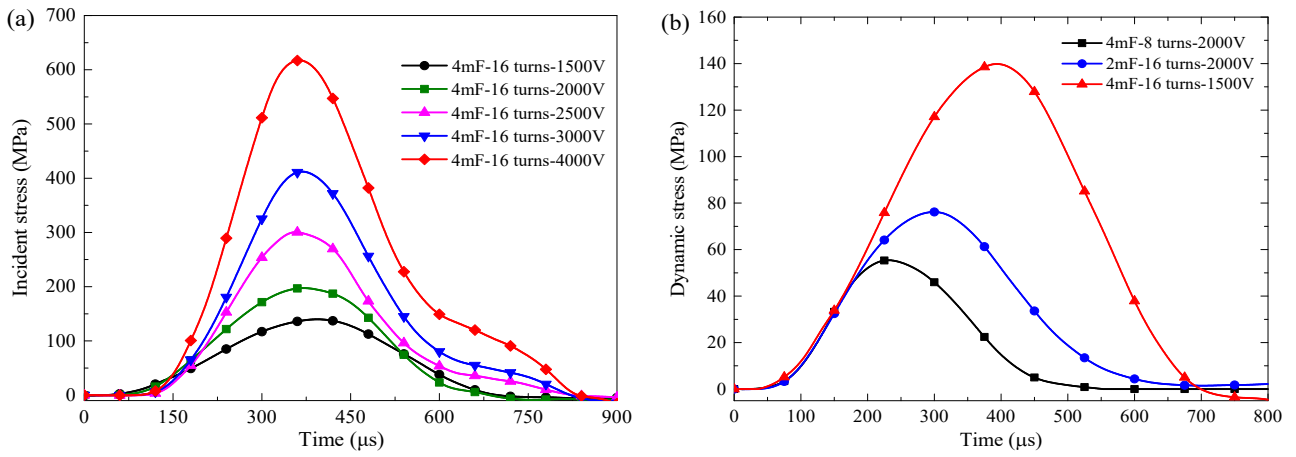 (a)
700
600
500
400
300
200
100
0
Incident stress (MPa)
4mF-16 turns-1500V
4mF-16 turns-2000V
4mF-16 turns-2500V
4mF-16 turns-3000V
4mF-16 turns-4000V
0 150 300 450 600 750 900
Time (μs)
(b)
160
140
120
100
80
60
40
20
0
Dynamic stress (MPa)
4mF-8 turns-2000V
2mF-16 turns-2000V
4mF-16 turns-1500V
0 100 200 300 400 500 600 700 800
Time (μs)